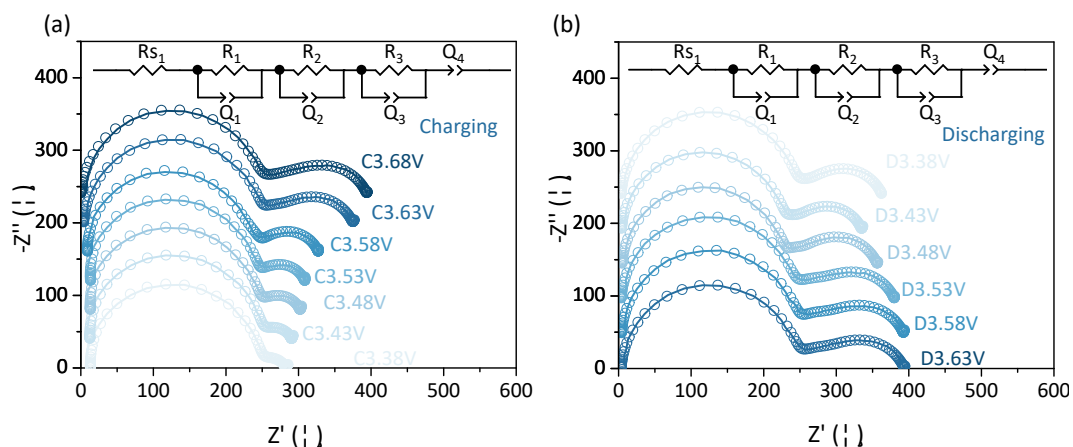 (a)
Rs1 R1 R2 R3 Q4
Q1 Q2 Q3
Charging
C3.68V
C3.63V
C3.58V
C3.53V
C3.48V
C3.43V
C3.38V
400
300
200
100
0
-Z'' (¦ )
0 100 200 300 400 500 600
Z' (¦ )
(b)
Rs1 R1 R2 R3 Q4
Q1 Q2 Q3
Discharging
D3.38V
D3.43V
D3.48V
D3.53V
D3.58V
D3.63V
400
300
200
100
0
-Z'' (¦ )
0 100 200 300 400 500 600
Z' (¦ )